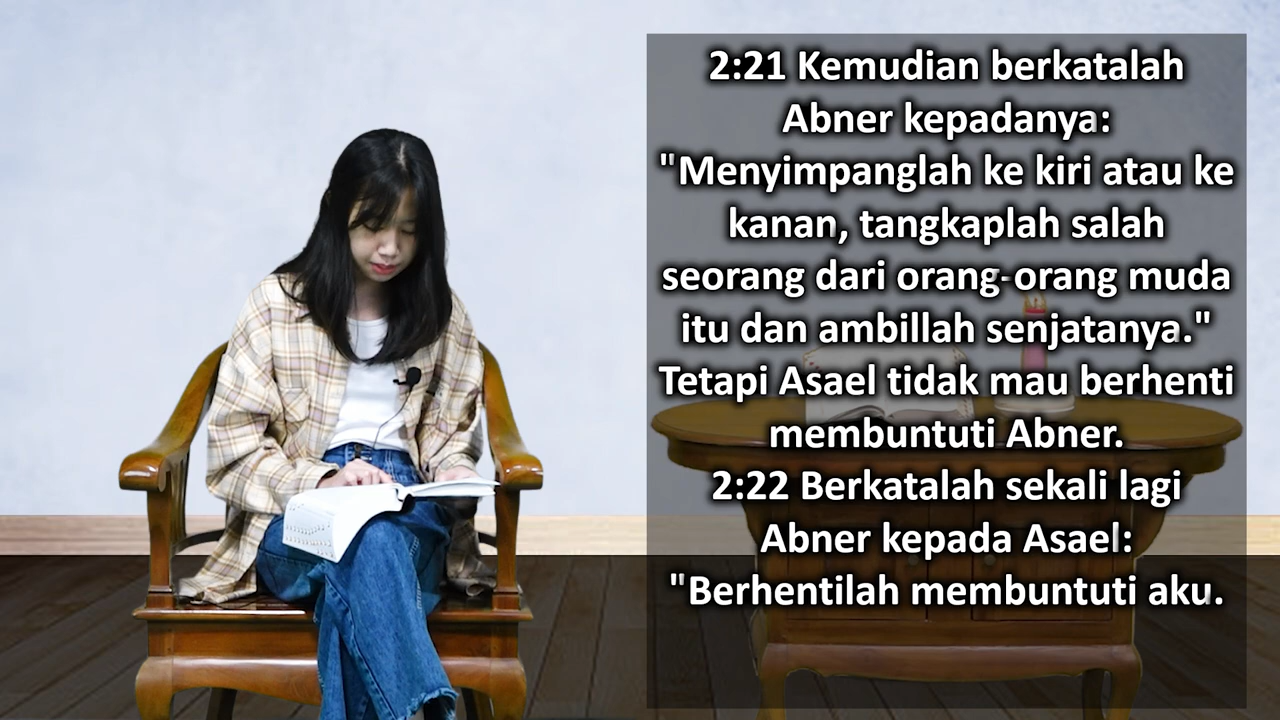 2:21 Kemudian berkatalah
Abner kepadanya:
"Menyimpanglah ke kiri atau ke
kanan, tangkaplah salah
seorang dari orang-orang muda
itu dan ambillah senjatanya."
Tetapi Asael tidak mau berhenti
membuntuti Abner.
2:22 Berkatalah sekali lagi
Abner kepada Asael:
"Berhentilah membuntuti aku.